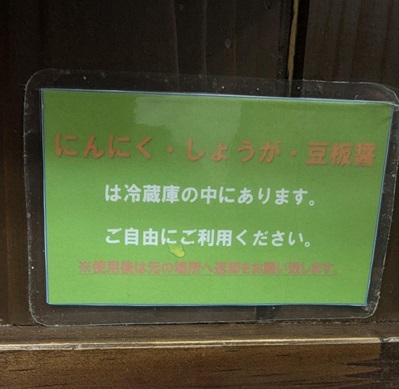 にんにく・しょうが・豆板醤
は冷蔵庫の中にあります。
ご自由にご利用ください。
※使用後は元の場所へ返却をお願い致します。